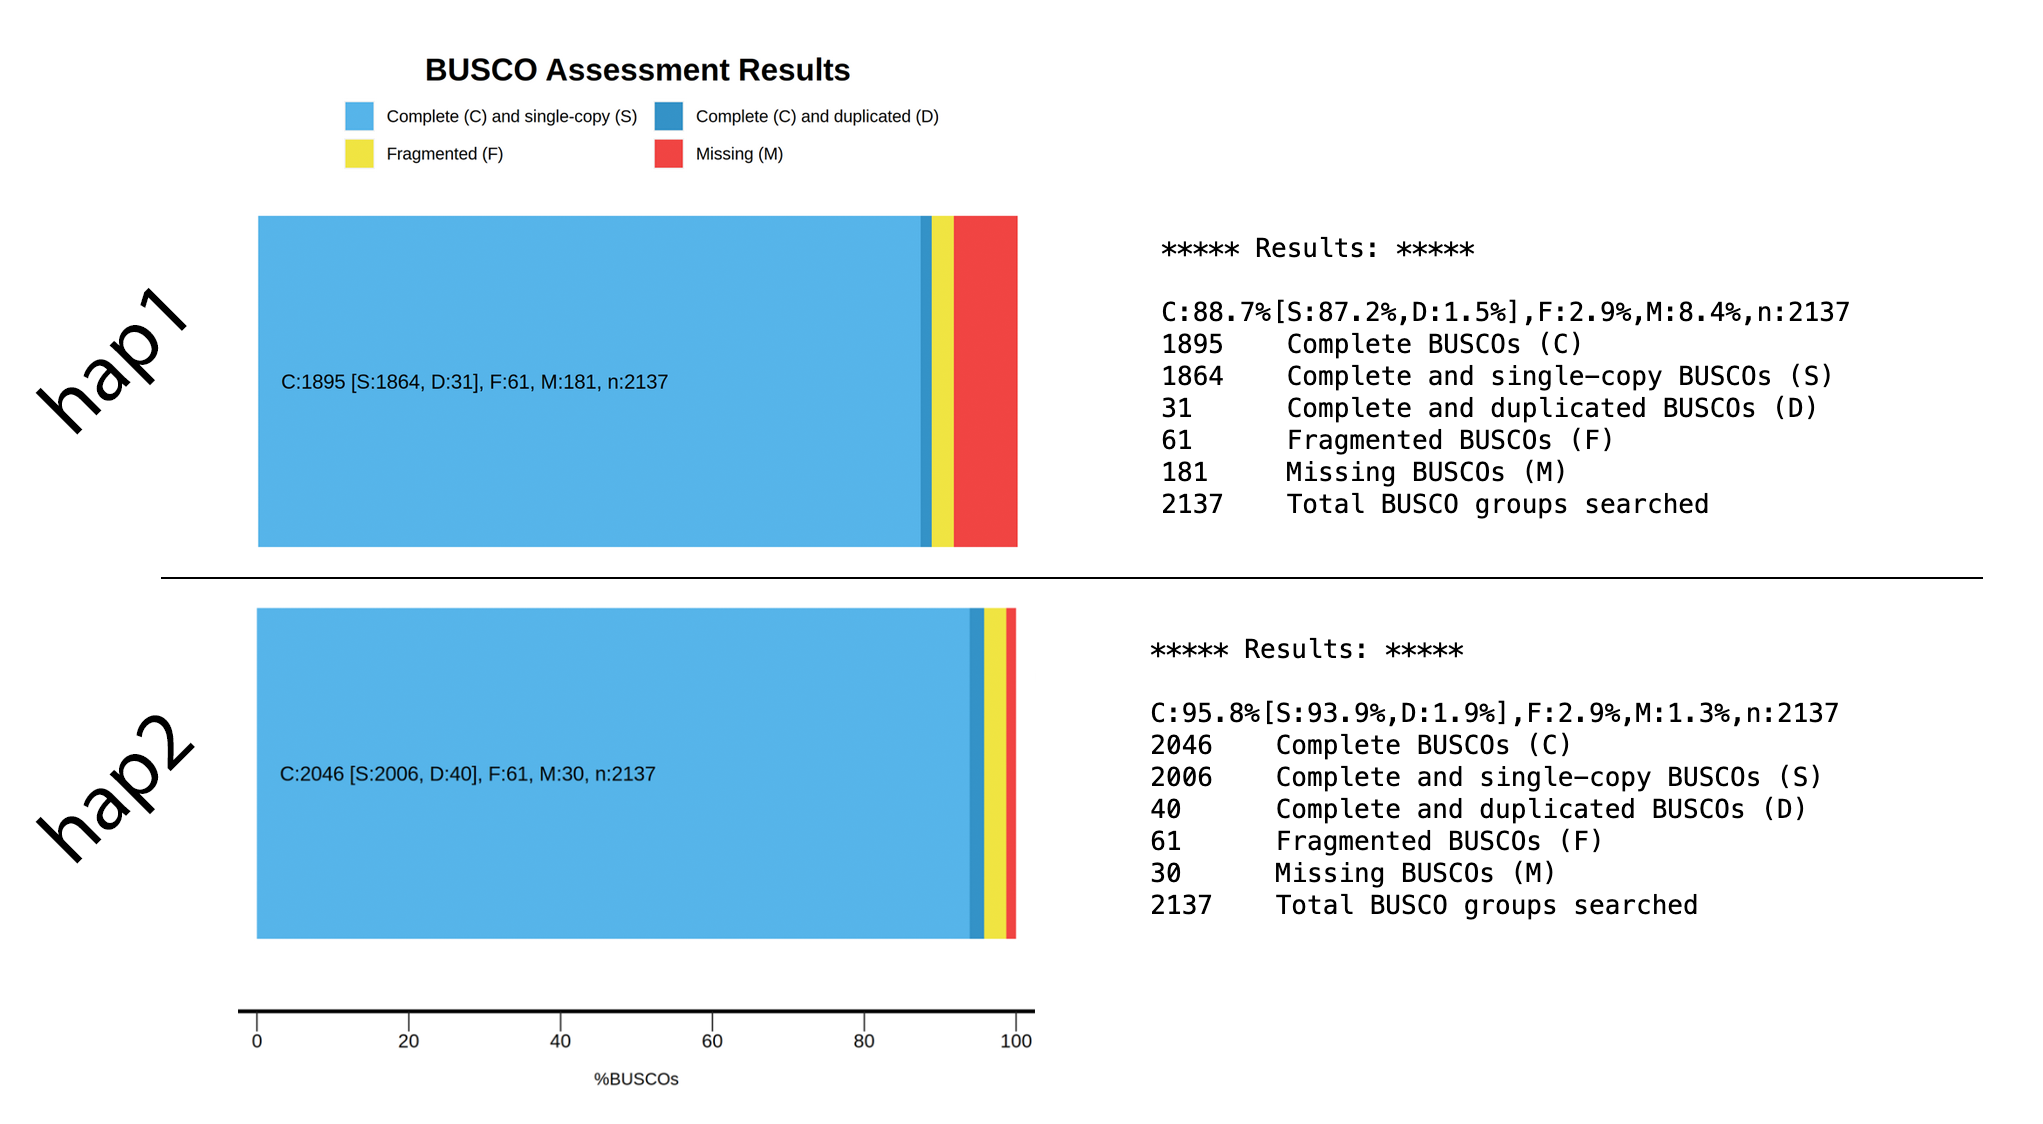 BUSCO Assessment Results
Complete (C) and single-copy (S)
Complete (C) and duplicated (D)
Fragmented (F)
Missing (M)
hap1
C:1895 [S:1864, D:31], F:61, M:181, n:2137
***** Results: *****
C:88.7%[S:87.2%,D:1.5%],F:2.9%,M:8.4%,n:2137
1895 Complete BUSCOs (C)
1864 Complete and single-copy BUSCOs (S)
31 Complete and duplicated BUSCOs (D)
61 Fragmented BUSCOs (F)
181 Missing BUSCOs (M)
2137 Total BUSCO groups searched
hap2
C:2046 [S:2006, D:40], F:61, M:30, n:2137
***** Results: *****
C:95.8%[S:93.9%,D:1.9%],F:2.9%,M:1.3%,n:2137
2046 Complete BUSCOs (C)
2006 Complete and single-copy BUSCOs (S)
40 Complete and duplicated BUSCOs (D)
61 Fragmented BUSCOs (F)
30 Missing BUSCOs (M)
2137 Total BUSCO groups searched
0 20 40 60 80 100
%BUSCOs